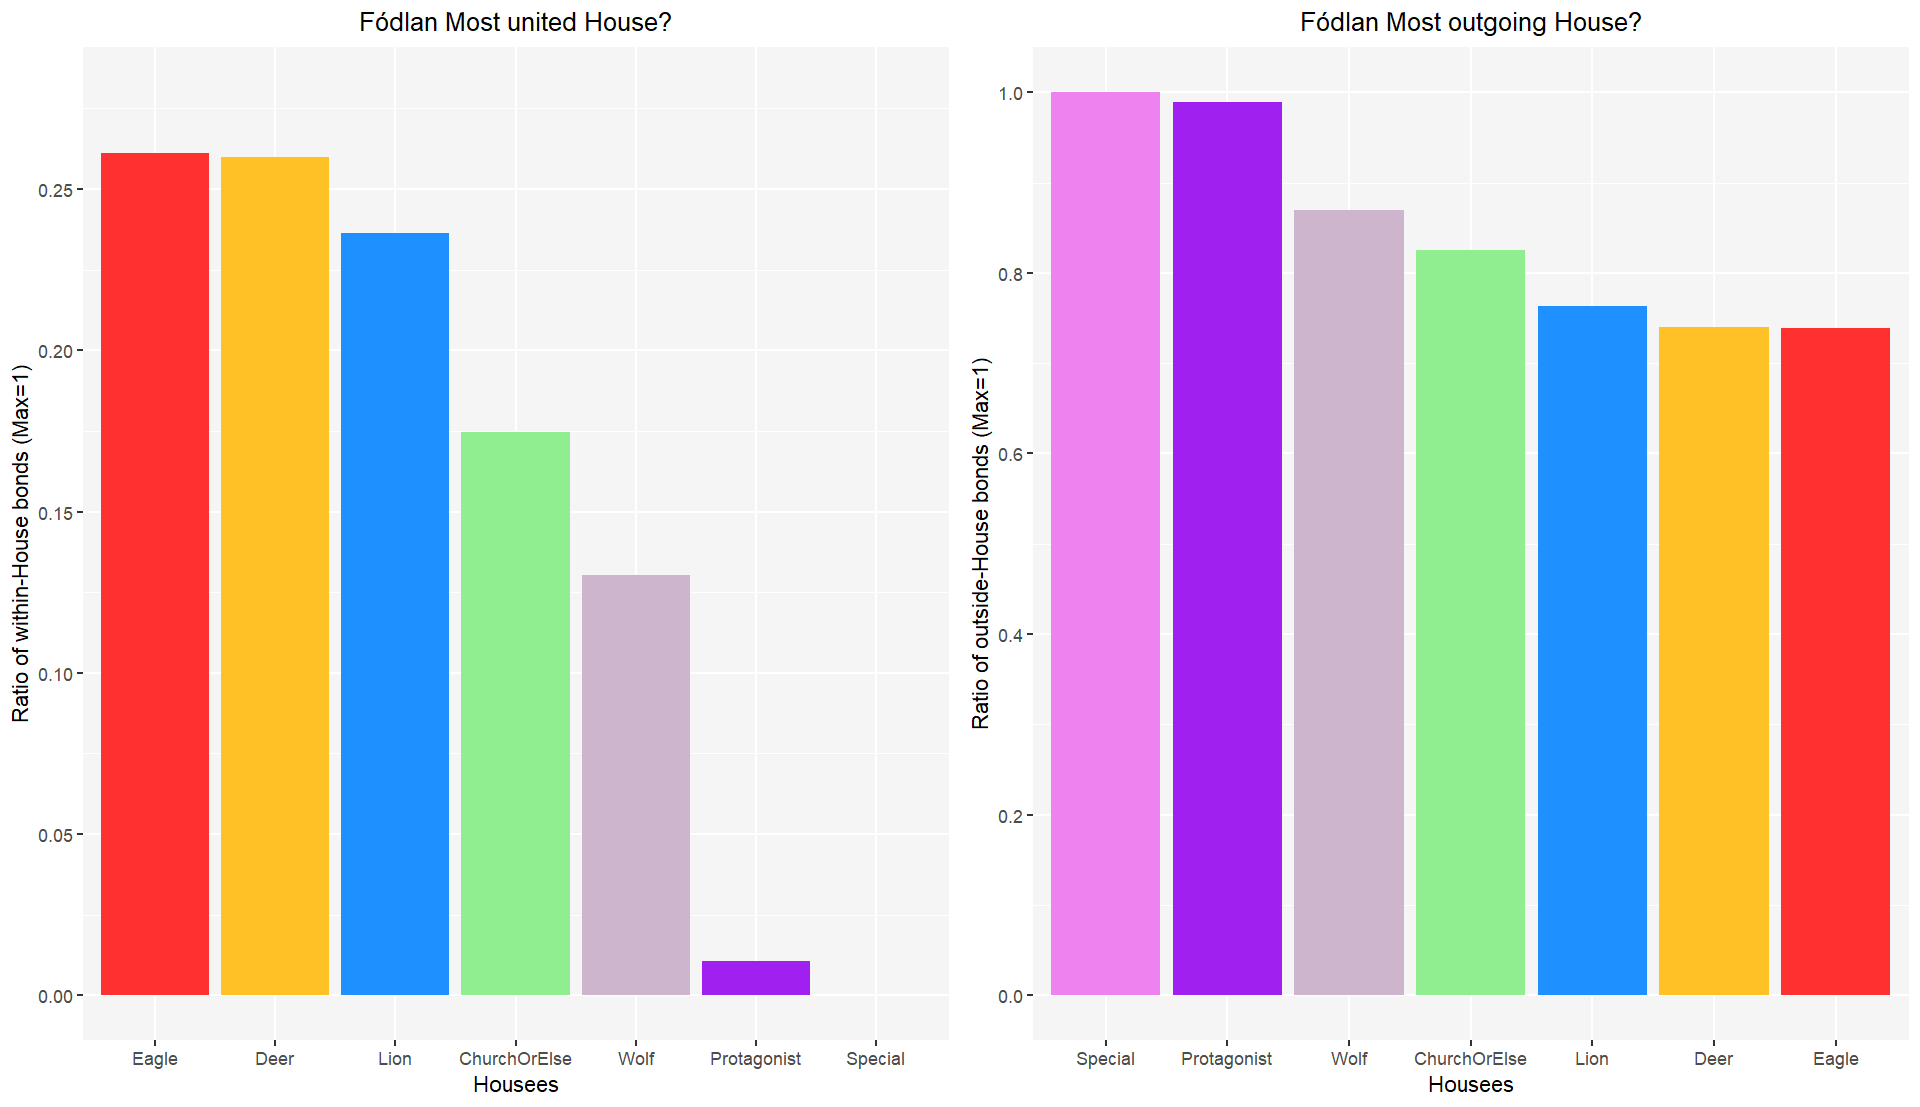 Fódlan Most united House?
Ratio of within-House bonds (Max=1)
0.25
0.20
0.15
0.10
0.05
0.00
Eagle Deer Lion ChurchOrElse Wolf Protagonist Special
Housees
Fódlan Most outgoing House?
Ratio of outside-House bonds (Max=1)
1.0
0.8
0.6
0.4
0.2
0.0
Special Protagonist Wolf ChurchOrElse Lion Deer Eagle
Housees